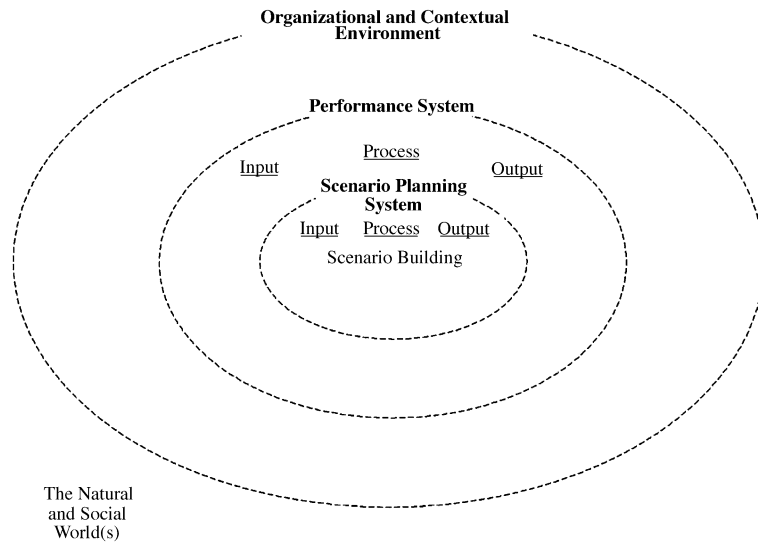 Organizational and Contextual
Environment
Performance System
Process
Input
Output
Scenario Planning
System
Input Process Output
Scenario Building
The Natural
and Social
World(s)